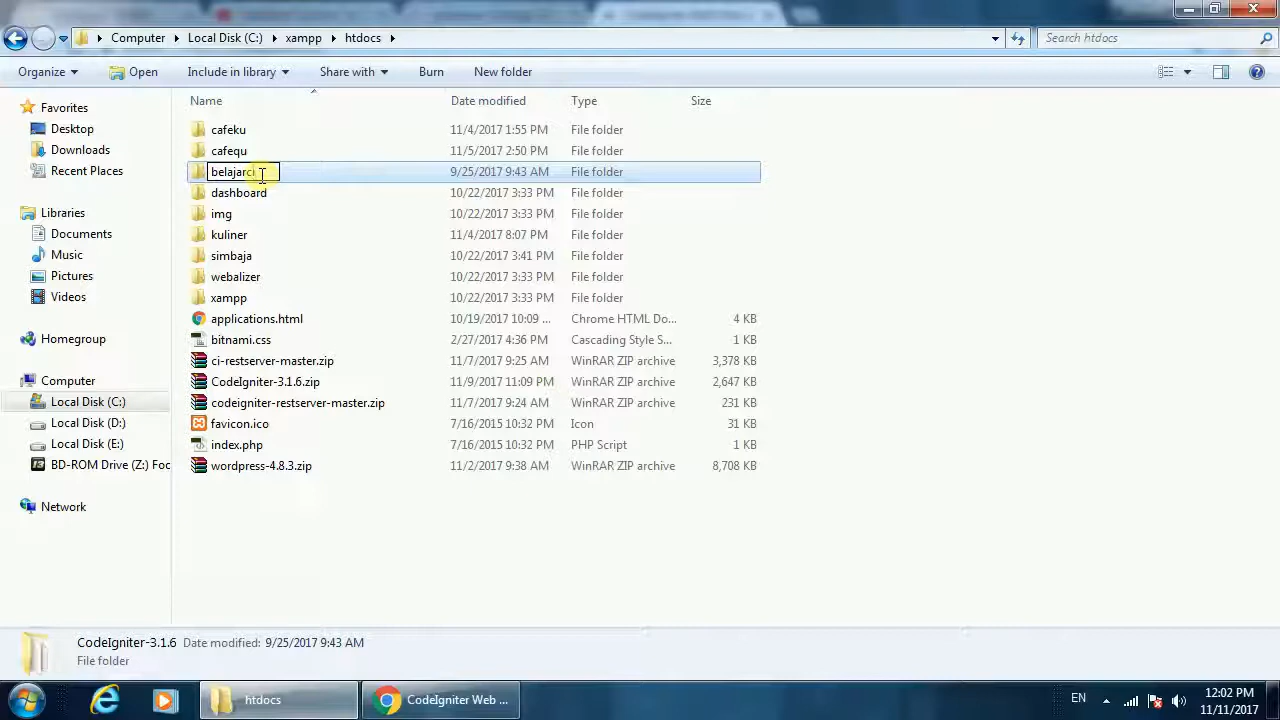 Computer
Local Disk (C:)
xampp
htdocs
Search htdocs
Organize
Open
Include in library
Share with
Burn
New folder
Name Date modified Type Size
Favorites
Desktop
Downloads
Recent Places
Libraries
Documents
Music
Pictures
Videos
Homegroup
Computer
Local Disk (C:)
Local Disk (D:)
Local Disk (E:)
BD-ROM Drive (Z:) Foc
Network
cafeku 11/4/2017 1:55 PM File folder
cafequ 11/5/2017 2:50 PM File folder
belajarci 9/25/2017 9:43 AM File folder
dashboard 10/22/2017 3:33 PM File folder
img 10/22/2017 3:33 PM File folder
kuliner 11/4/2017 8:07 PM File folder
simbaja 10/22/2017 3:41 PM File folder
webalizer 10/22/2017 3:33 PM File folder
xampp 10/22/2017 3:33 PM File folder
applications.html 10/19/2017 10:09 ... Chrome HTML Do... 4 KB
bitnami.css 2/27/2017 4:36 PM Cascading Style S... 1 KB
ci-restserver-master.zip 11/7/2017 9:25 AM WinRAR ZIP archive 3,378 KB
CodeIgniter-3.1.6.zip 11/9/2017 11:09 PM WinRAR ZIP archive 2,647 KB
codeigniter-restserver-master.zip 11/7/2017 9:24 AM WinRAR ZIP archive 231 KB
favicon.ico 7/16/2015 10:32 PM Icon 31 KB
index.php 7/16/2015 10:32 PM PHP Script 1 KB
wordpress-4.8.3.zip 11/2/2017 9:38 AM WinRAR ZIP archive 8,708 KB
CodeIgniter-3.1.6 Date modified: 9/25/2017 9:43 AM
File folder
htdocs
CodeIgniter Web ...
EN
12:02 PM
11/11/2017